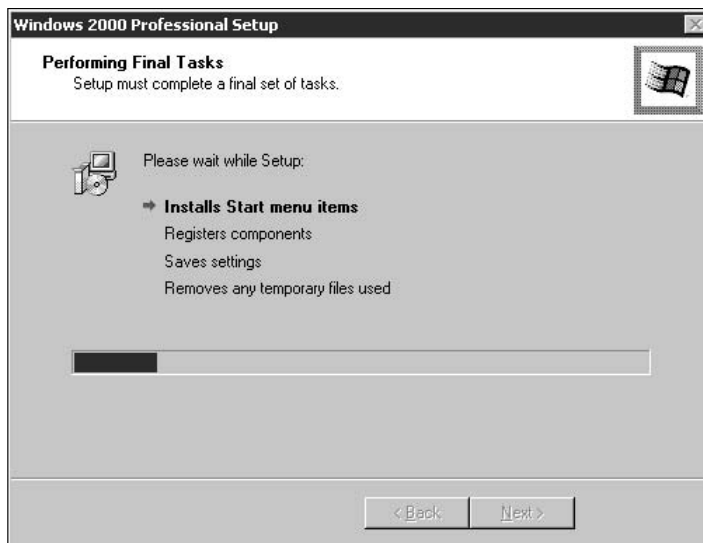 Windows 2000 Professional Setup
Performing Final Tasks
Setup must complete a final set of tasks.
Please wait while Setup:
Installs Start menu items
Registers components
Saves settings
Removes any temporary files used
< Back
Next >